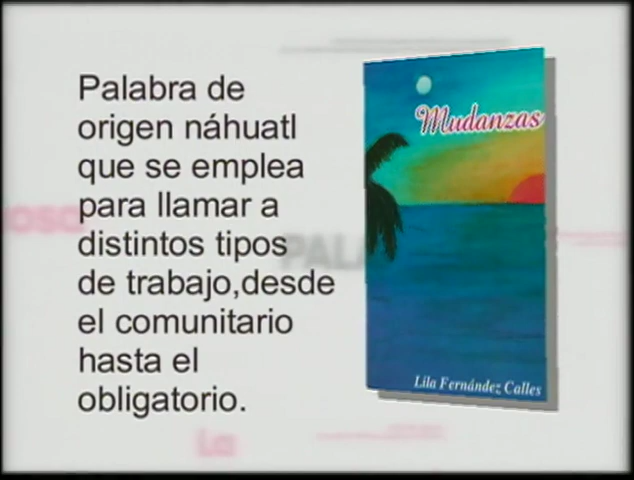 Palabra de
origen náhuatl
que se emplea
para llamar a
distintos tipos
de trabajo,desde
el comunitario
hasta el
obligatorio.
Mudanzas
Lila Fernández Calles
La